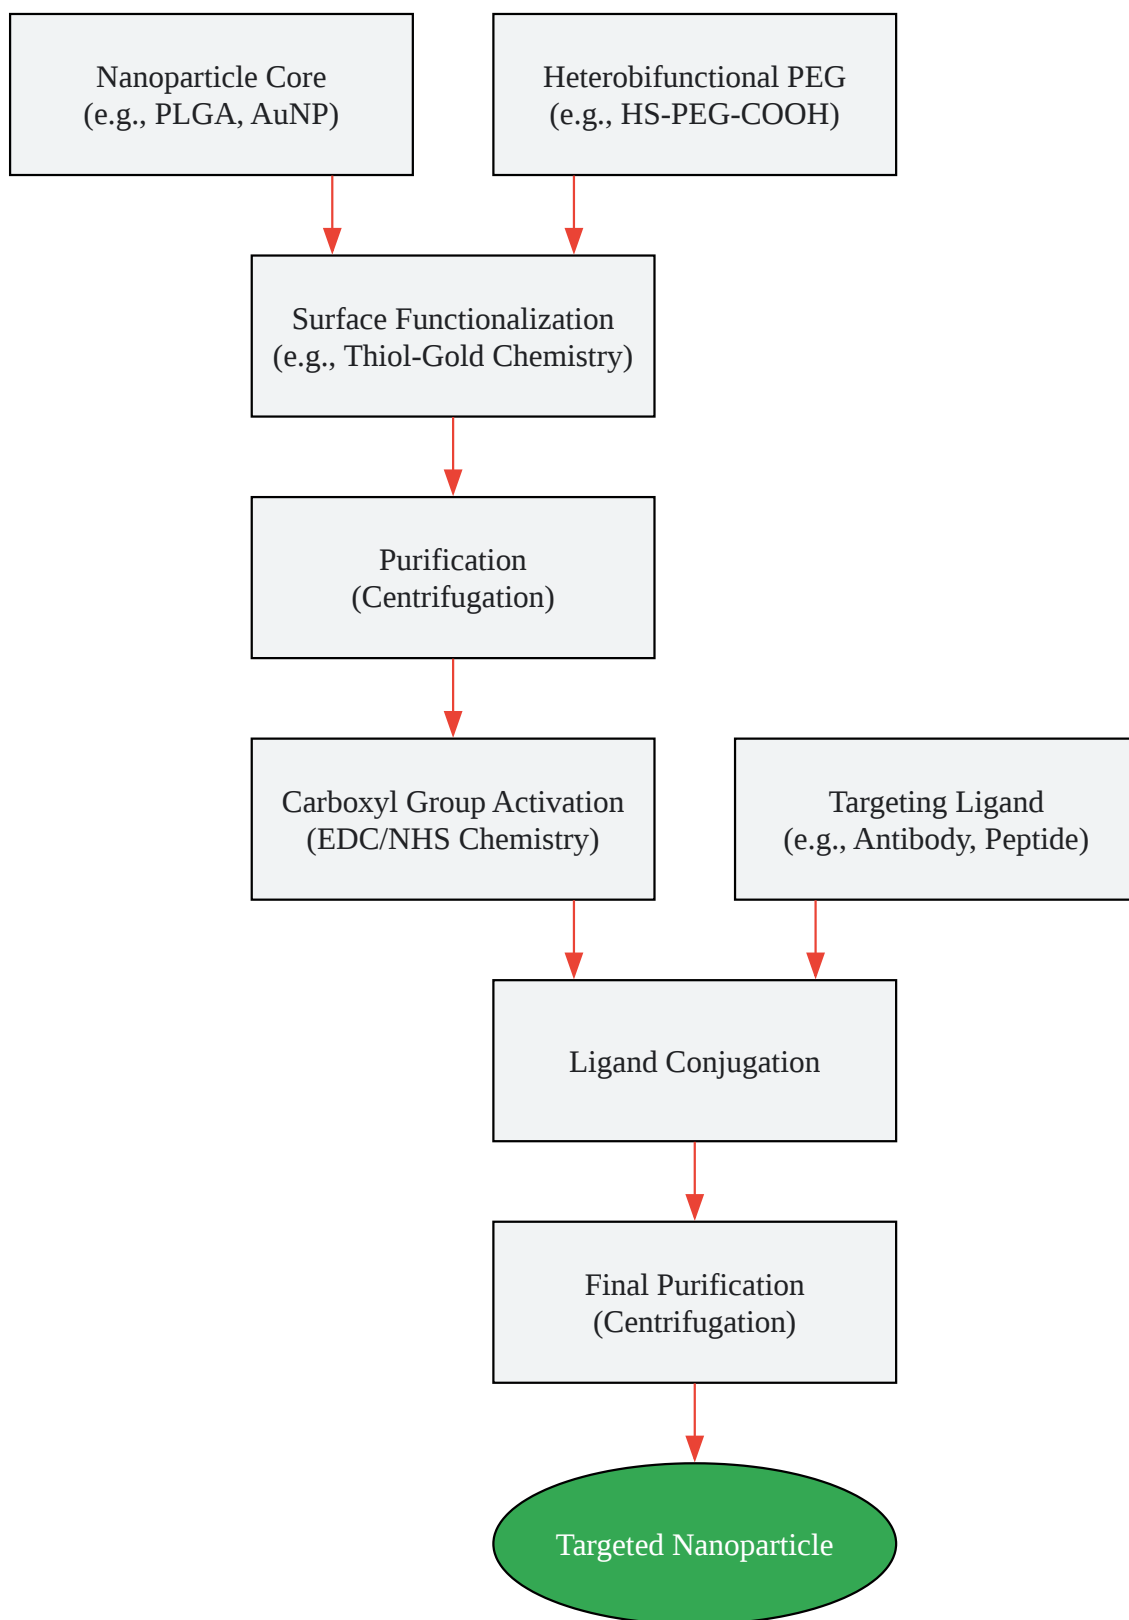 Nanoparticle Core
(e.g., PLGA, AuNP)
Heterobifunctional PEG
(e.g., HS-PEG-COOH)
Surface Functionalization
(e.g., Thiol-Gold Chemistry)
Purification
(Centrifugation)
Carboxyl Group Activation
(EDC/NHS Chemistry)
Targeting Ligand
(e.g., Antibody, Peptide)
Ligand Conjugation
Final Purification
(Centrifugation)
Targeted Nanoparticle